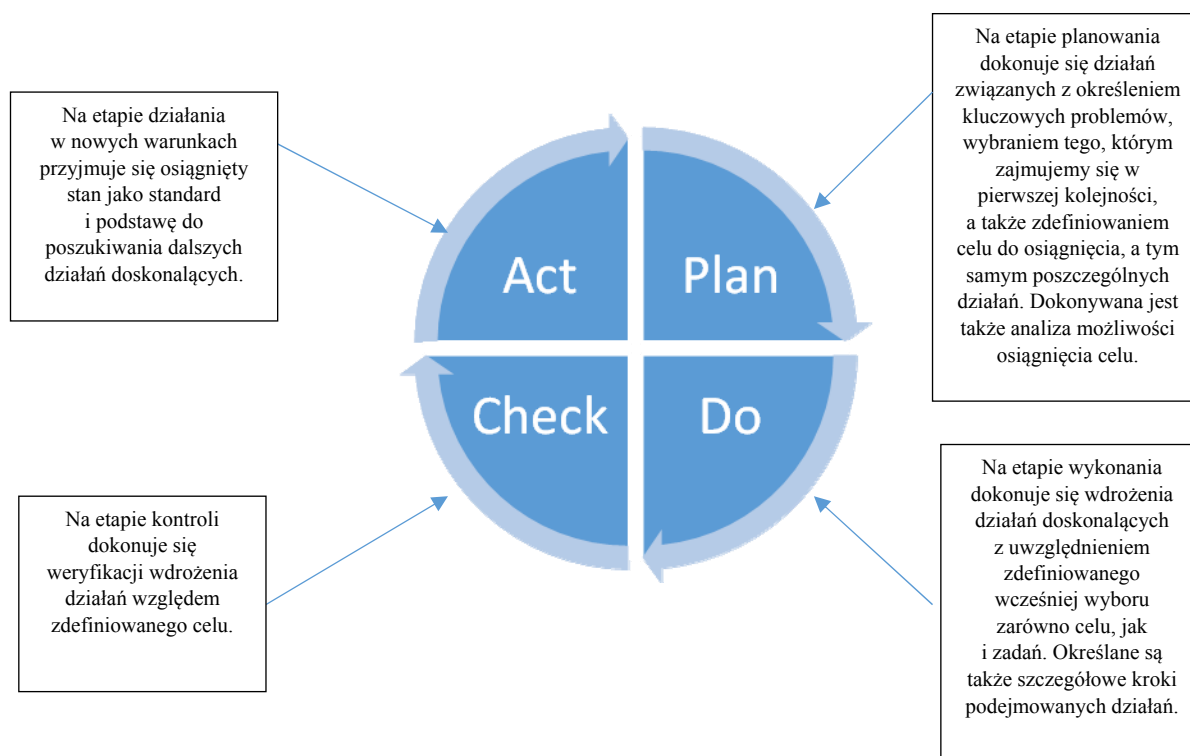 Na etapie działania
w nowych warunkach
przyjmuje się osiągnięty
stan jako standard
i podstawę do
poszukiwania dalszych
działań doskonalących.
Na etapie planowania
dokonuje się działań
związanych z określeniem
kluczowych problemów,
wybraniem tego, którym
zajmujemy się w
pierwszej kolejności,
a także zdefiniowaniem
celu do osiągnięcia, a tym
samym poszczególnych
działań. Dokonywana jest
także analiza możliwości
osiągnięcia celu.
Act
Plan
Check
Do
Na etapie kontroli
dokonuje się
weryfikacji wdrożenia
działań względem
zdefiniowanego celu.
Na etapie wykonania
dokonuje się wdrożenia
działań doskonalących
z uwzględnieniem
zdefiniowanego
wcześniej wyboru
zarówno celu, jak
i zadań. Określane są
także szczegółowe kroki
podejmowanych działań.